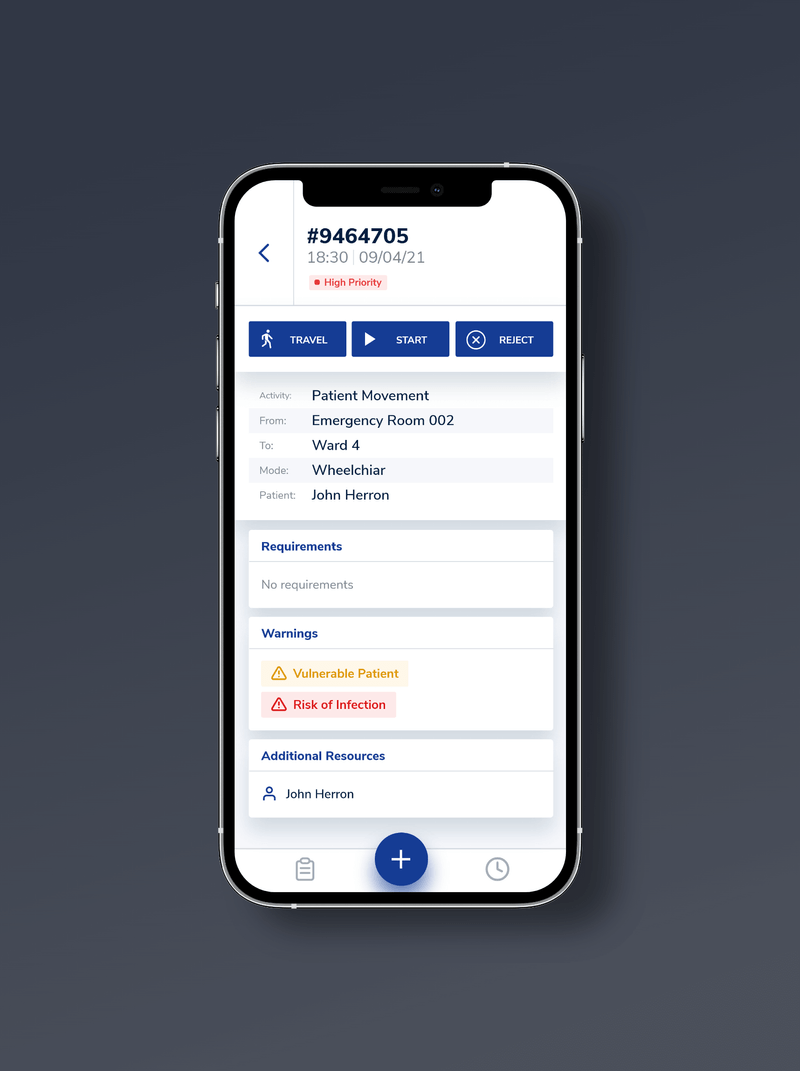 #9464705
18:30 | 09/04/21
High Priority
TRAVEL START REJECT
Activity: Patient Movement
From: Emergency Room 002
To: Ward 4
Mode: Wheelchiar
Patient: John Herron
Requirements
No requirements
Warnings
Vulnerable Patient
Risk of Infection
Additional Resources
John Herron